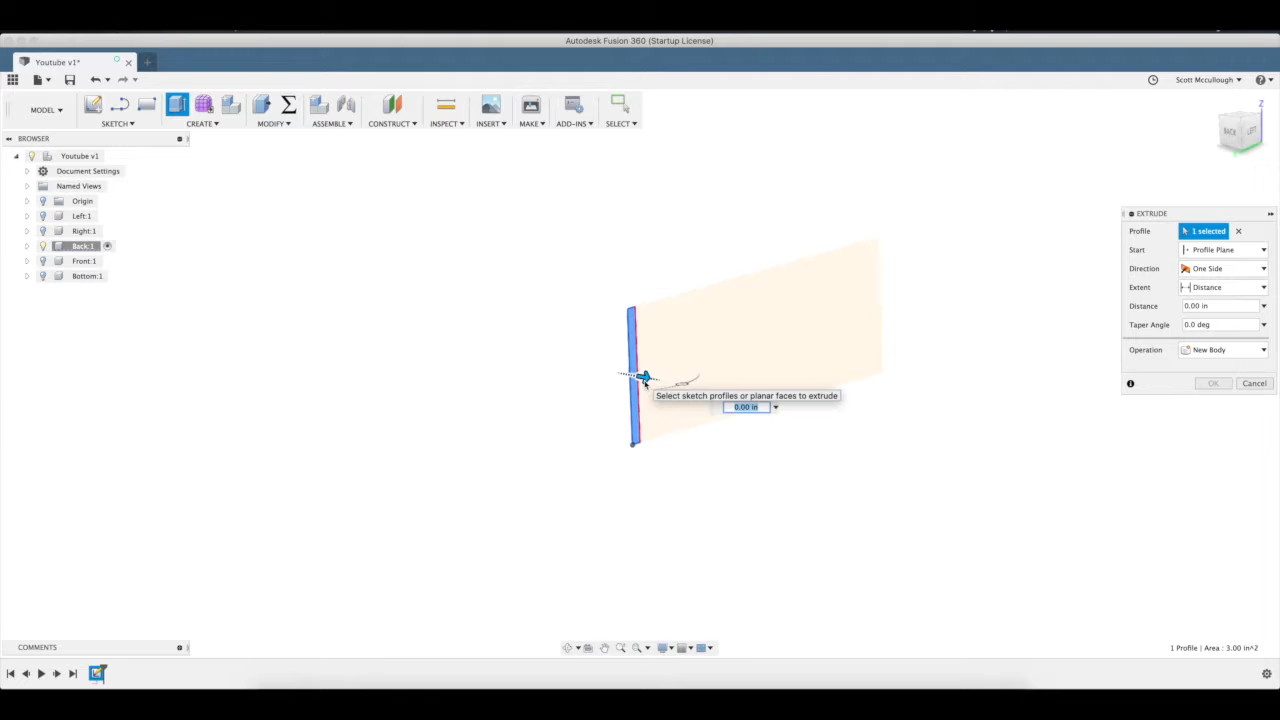 Autodesk Fusion 360 (Startup License)
Youtube v1*
Scott Mccullough
MODEL
SKETCH
CREATE
MODIFY
ASSEMBLE
CONSTRUCT
INSPECT
INSERT
MAKE
ADD-INS
SELECT
BROWSER
Youtube v1
Document Settings
Named Views
Origin
Left:1
Right:1
Back:1
Front:1
Bottom:1
Z
BACK
LEFT
EXTRUDE
Profile
1 selected
Start
Profile Plane
Direction
One Side
Extent
Distance
Distance
0.00 in
Taper Angle
0.0 deg
Operation
New Body
OK
Cancel
Select sketch profiles or planar faces to extrude
0.00 in
COMMENTS
1 Profile | Area : 3.00 in^2